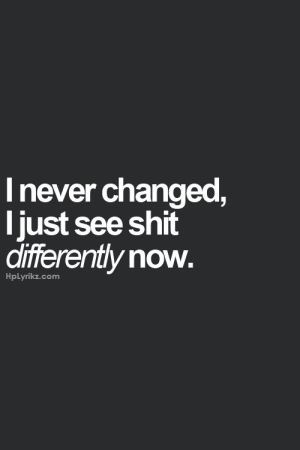 I never changed,
I just see shit
differently now.
HpLyrikz.com